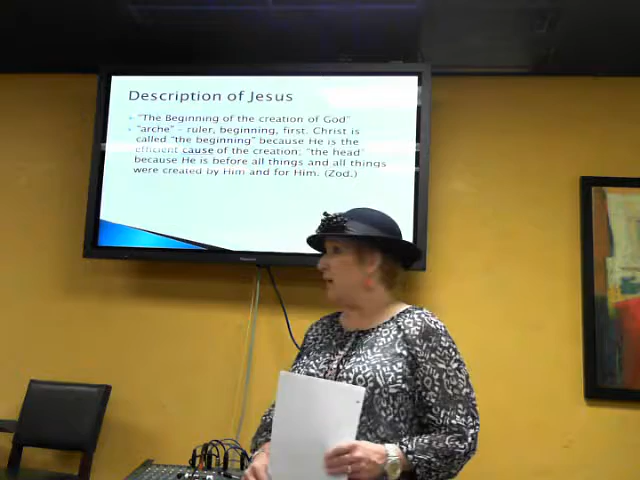 Description of Jesus
"The Beginning of the creation of God"
"arche" - ruler, beginning, first. Christ is
called "the beginning" because He is the
efficient cause of the creation; "the head"
because He is before all things and all things
were created by Him and for Him. (Zod.)
Panasonic